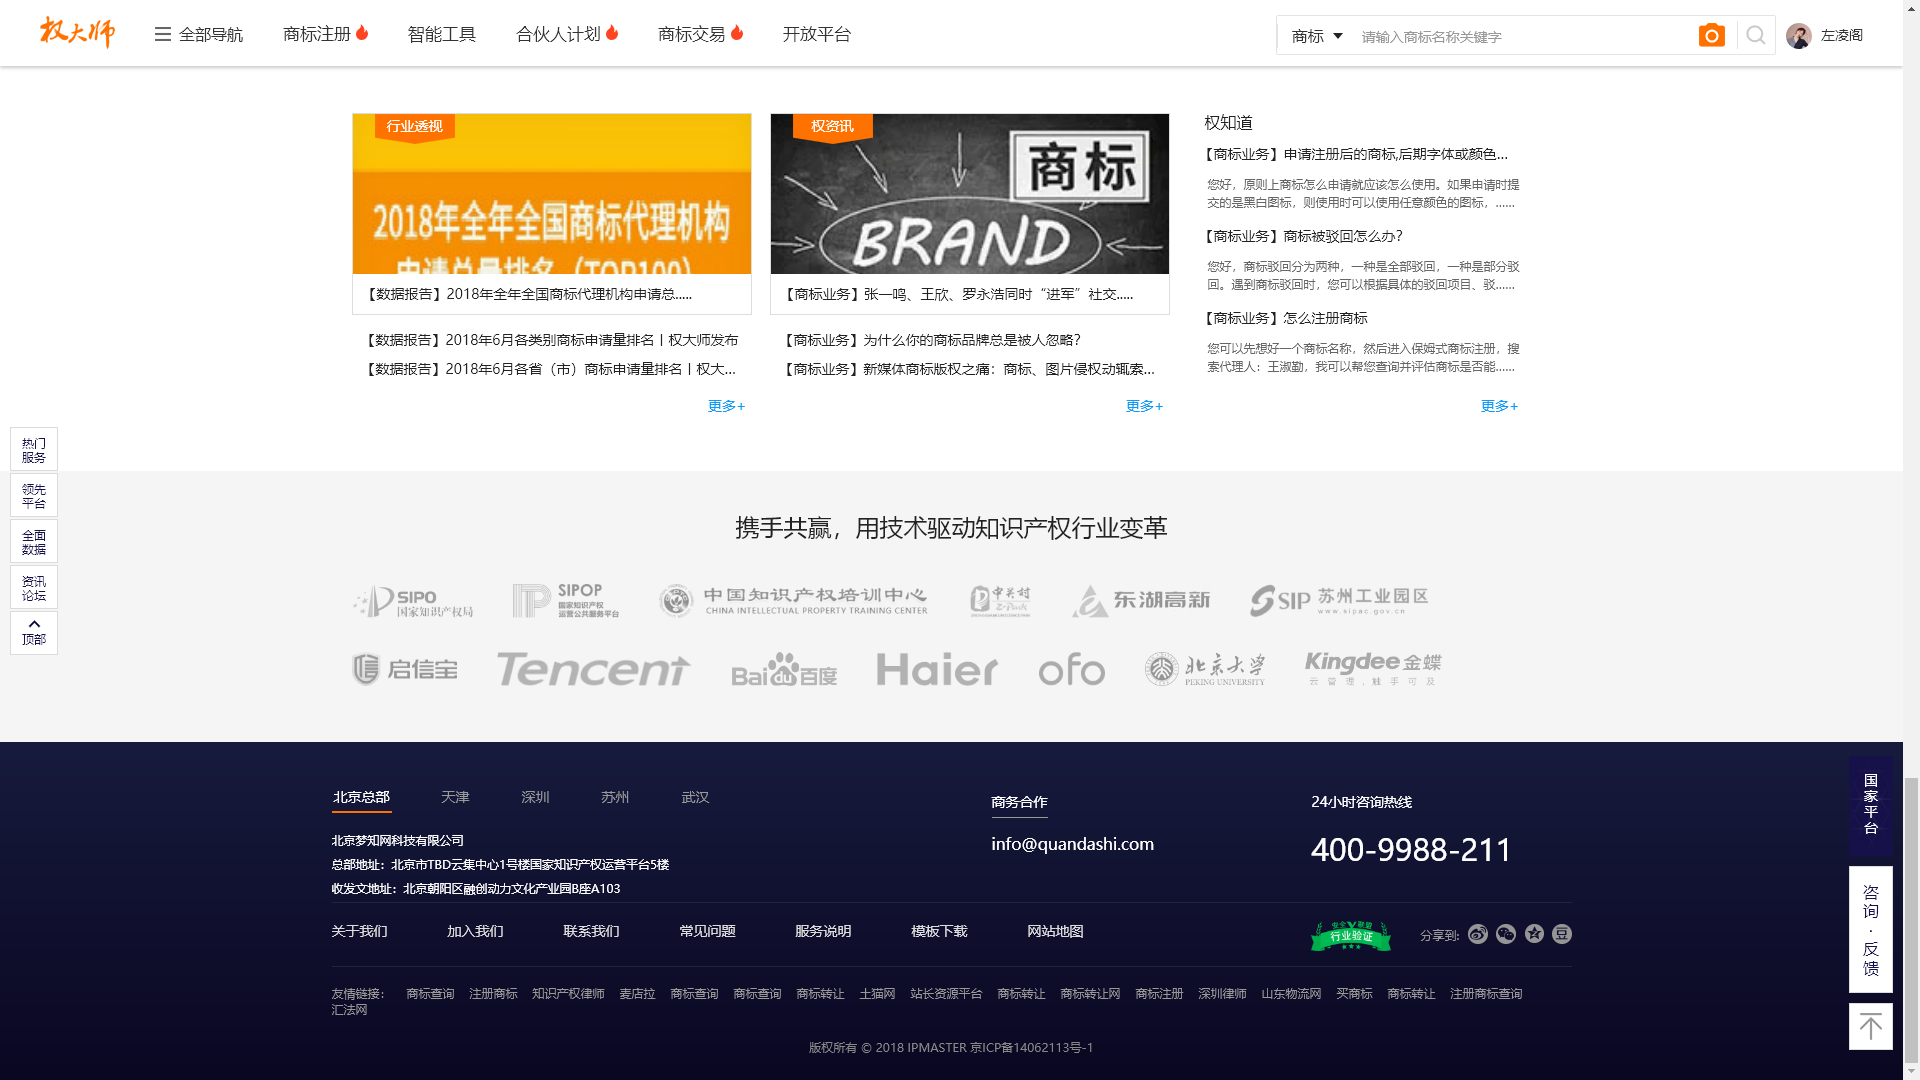 权大师 全部导航 商标注册 智能工具 合伙人计划 商标交易 开放平台 商标 请输入商标名称关键字 左凌阁
行业透视
2018年全年全国商标代理机构
申请总量排名（TOP100）
【数据报告】2018年全年全国商标代理机构申请总.....
【数据报告】2018年6月各类别商标申请量排名丨权大师发布
【数据报告】2018年6月各省（市）商标申请量排名丨权大...
更多+
权资讯
商标
BRAND
【商标业务】张一鸣、王欣、罗永浩同时“进军”社交.....
【商标业务】为什么你的商标品牌总是被人忽略?
【商标业务】新媒体商标版权之痛：商标、图片侵权动辄索...
更多+
权知道
【商标业务】申请注册后的商标,后期字体或颜色...
您好，原则上商标怎么申请就应该怎么使用。如果申请时提
交的是黑白图标，则使用时可以使用任意颜色的图标，......
【商标业务】商标被驳回怎么办?
您好，商标驳回分为两种，一种是全部驳回，一种是部分驳
回。遇到商标驳回时，您可以根据具体的驳回项目、驳......
【商标业务】怎么注册商标
您可以先想好一个商标名称，然后进入保姆式商标注册，搜
索代理人：王淑勤，我可以帮您查询并评估商标是否能......
更多+
热门
服务
领先
平台
全面
数据
资讯
论坛
顶部
携手共赢，用技术驱动知识产权行业变革
SIPO
国家知识产权局
SIPOP
国家知识产权
运营公共服务平台
中国知识产权培训中心
CHINA INTELLECTUAL PROPERTY TRAINING CENTER
中关村
Z-Park
东湖高新
SIP 苏州工业园区
www.sipac.gov.cn
启信宝 Tencent Baidu百度 Haier ofo
北京大学
PEKING UNIVERSITY
Kingdee金蝶
云管理，触手可及
北京总部 天津 深圳 苏州 武汉
北京梦知网科技有限公司
总部地址：北京市TBD云集中心1号楼国家知识产权运营平台5楼
收发文地址：北京朝阳区融创动力文化产业园B座A103
商务合作
info@quandashi.com
24小时咨询热线
400-9988-211
关于我们 加入我们 联系我们 常见问题 服务说明 模板下载 网站地图
安全联盟
行业验证
分享到:
豆
友情链接： 商标查询 注册商标 知识产权律师 麦店拉 商标查询 商标查询 商标转让 土猫网 站长资源平台 商标转让 商标转让网 商标注册 深圳律师 山东物流网 买商标 商标转让 注册商标查询
汇法网
版权所有 © 2018 IPMASTER 京ICP备14062113号-1
国家平台
咨询·反馈